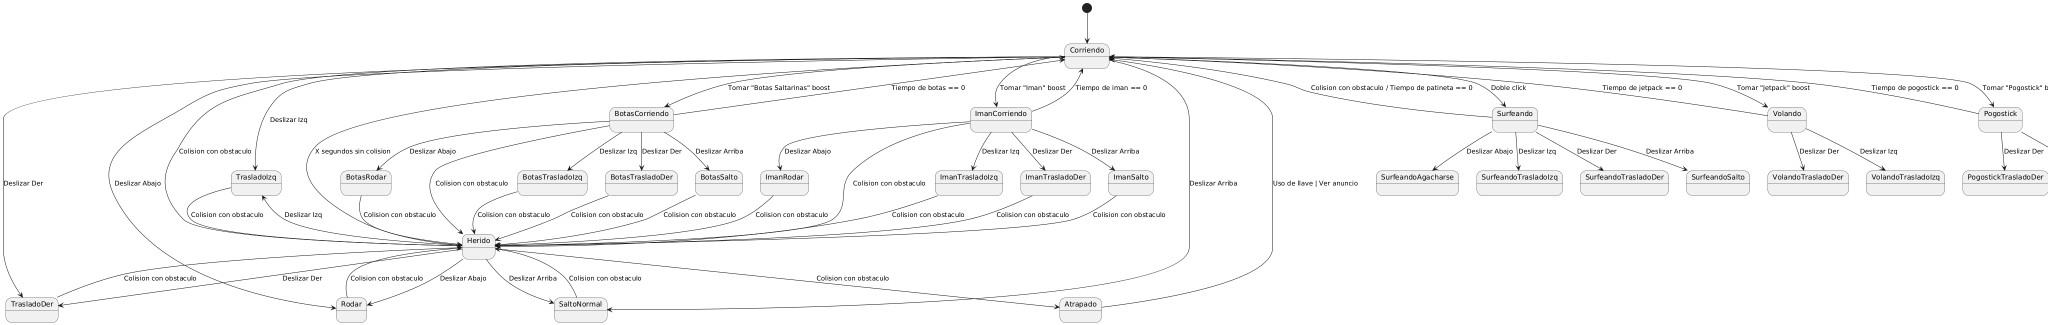 Corriendo
Tomar "Botas Saltarinas" boost
Tiempo de botas == 0
Tomar "Iman" boost
Tiempo de iman == 0
Colision con obstaculo / Tiempo de patineta == 0
Doble click
Tiempo de jetpack == 0
Tomar "Jetpack" boost
Tiempo de pogostick == 0
Tomar "Pogostick" b
BotasCorriendo
ImanCorriendo
Surfeando
Volando
Pogostick
Deslizar Izq
Colision con obstaculo
X segundos sin colision
Deslizar Abajo
Deslizar Izq
Deslizar Der
Deslizar Arriba
Deslizar Abajo
Deslizar Izq
Deslizar Der
Deslizar Arriba
Deslizar Abajo
Deslizar Izq
Deslizar Der
Deslizar Arriba
Deslizar Der
Deslizar Izq
Deslizar Der
Deslizar Der
Deslizar Abajo
TrasladoIzq
BotasRodar
Colision con obstaculo
BotasTrasladoIzq
BotasTrasladoDer
BotasSalto
ImanRodar
Colision con obstaculo
ImanTrasladoIzq
ImanTrasladoDer
ImanSalto
Deslizar Arriba
Uso de llave | Ver anuncio
SurfeandoAgacharse
SurfeandoTrasladoIzq
SurfeandoTrasladoDer
SurfeandoSalto
VolandoTrasladoDer
VolandoTrasladoIzq
PogostickTrasladoDer
Colision con obstaculo
Deslizar Izq
Colision con obstaculo
Colision con obstaculo
Colision con obstaculo
Colision con obstaculo
Colision con obstaculo
Colision con obstaculo
Colision con obstaculo
Colision con obstaculo
Herido
Colision con obstaculo
Deslizar Der
Colision con obstaculo
Deslizar Abajo
Deslizar Arriba
Colision con obstaculo
Colision con obstaculo
TrasladoDer
Rodar
SaltoNormal
Atrapado